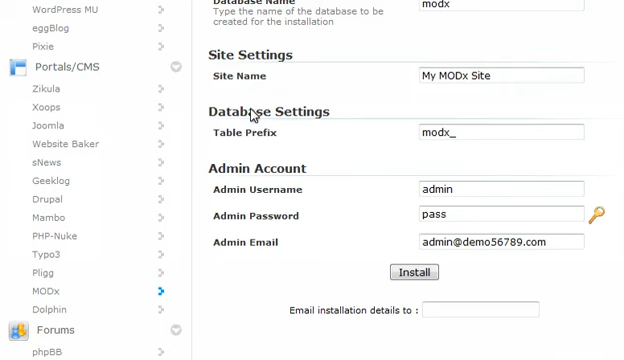 WordPress MU
eggBlog
Pixie
Portals/CMS
Zikula
Xoops
Joomla
Website Baker
sNews
Geeklog
Drupal
Mambo
PHP-Nuke
Typo3
Pligg
MODx
Dolphin
Forums
phpBB
Database Name modx
Type the name of the database to be
created for the installation
Site Settings
Site Name My MODx Site
Database Settings
Table Prefix modx_
Admin Account
Admin Username admin
Admin Password pass
Admin Email admin@demo56789.com
Install
Email installation details to :